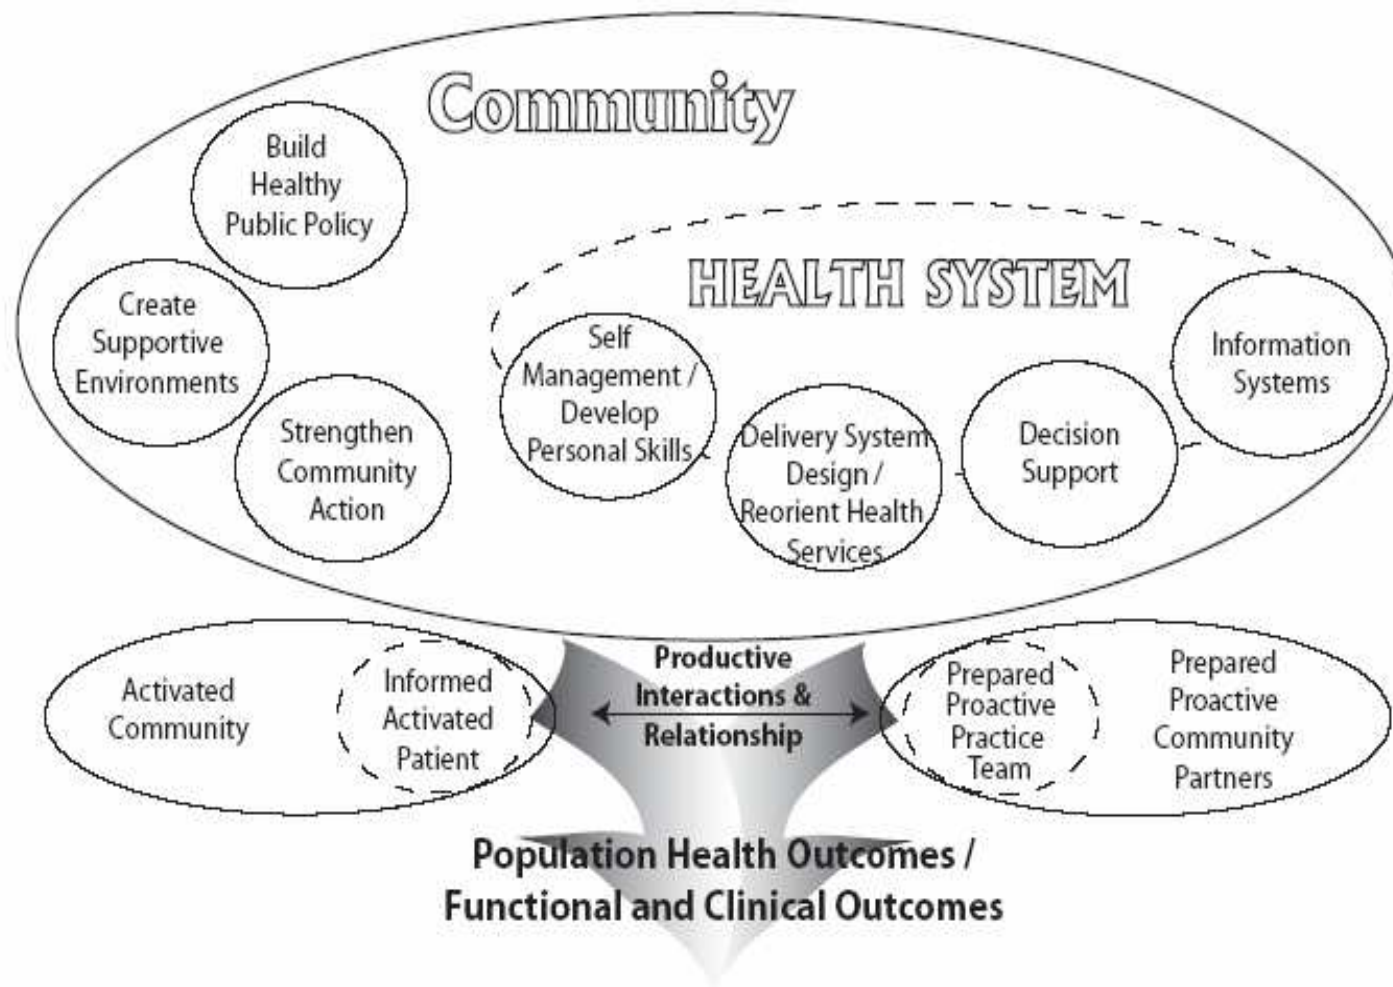 Community
Build
Healthy
Public Policy
HEALTH SYSTEM
Create
Supportive
Environments
Strengthen
Community
Action
Self
Management /
Develop
Personal Skills
Delivery System
Design /
Reorient Health
Services
Decision
Support
Information
Systems
Activated
Community
Informed
Activated
Patient
Productive
Interactions &
Relationship
Prepared
Proactive
Practice
Team
Prepared
Proactive
Community
Partners
Population Health Outcomes /
Functional and Clinical Outcomes